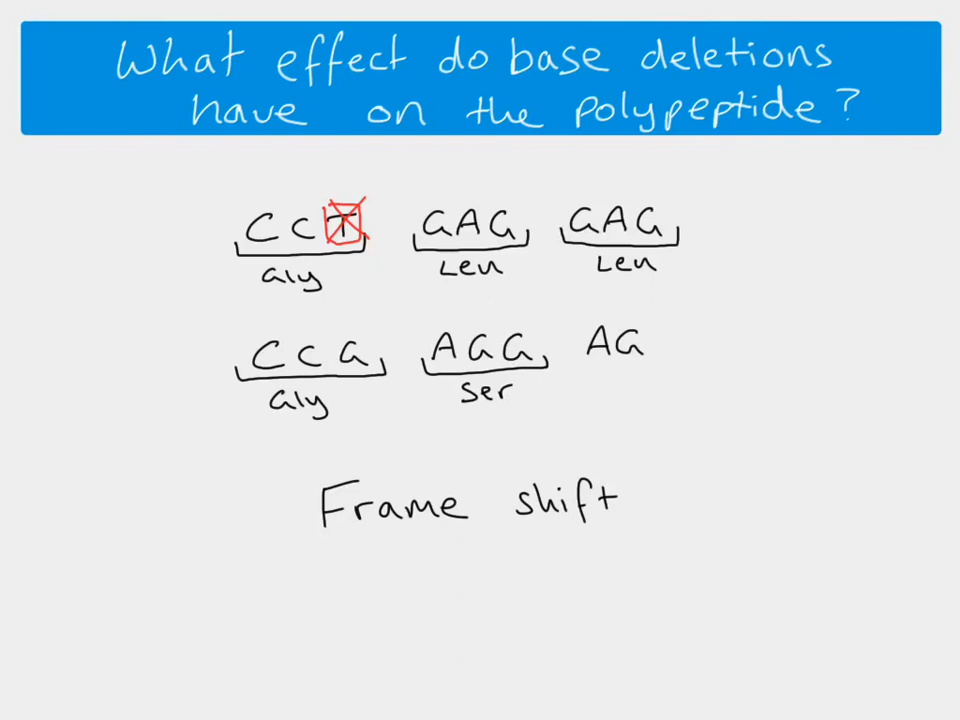 What effect do base deletions
have on the polypeptide?
CCT GAG GAG
Gly Leu Leu
CCG AGG AG
Gly Ser
Frame shift